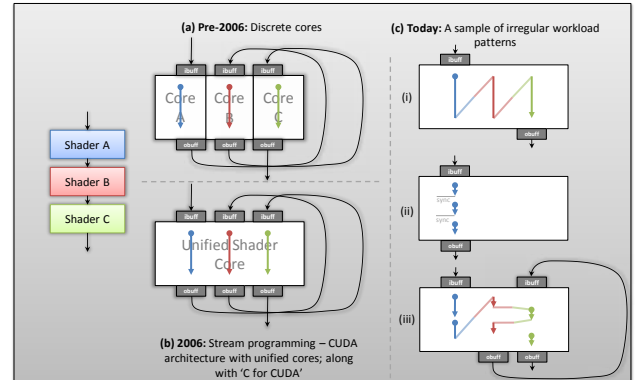 (a) Pre-2006: Discrete cores
ibuff ibuff ibuff
Core A
Core B
Core C
obuff obuff obuff
Shader A
Shader B
Shader C
ibuff ibuff ibuff
Unified Shader
Core
obuff obuff obuff
(b) 2006: Stream programming – CUDA
architecture with unified cores; along
with ‘C for CUDA’
(c) Today: A sample of irregular workload
patterns
ibuff
(i)
obuff
ibuff
(ii)
sync
sync
obuff
ibuff ibuff
(iii)
obuff obuff